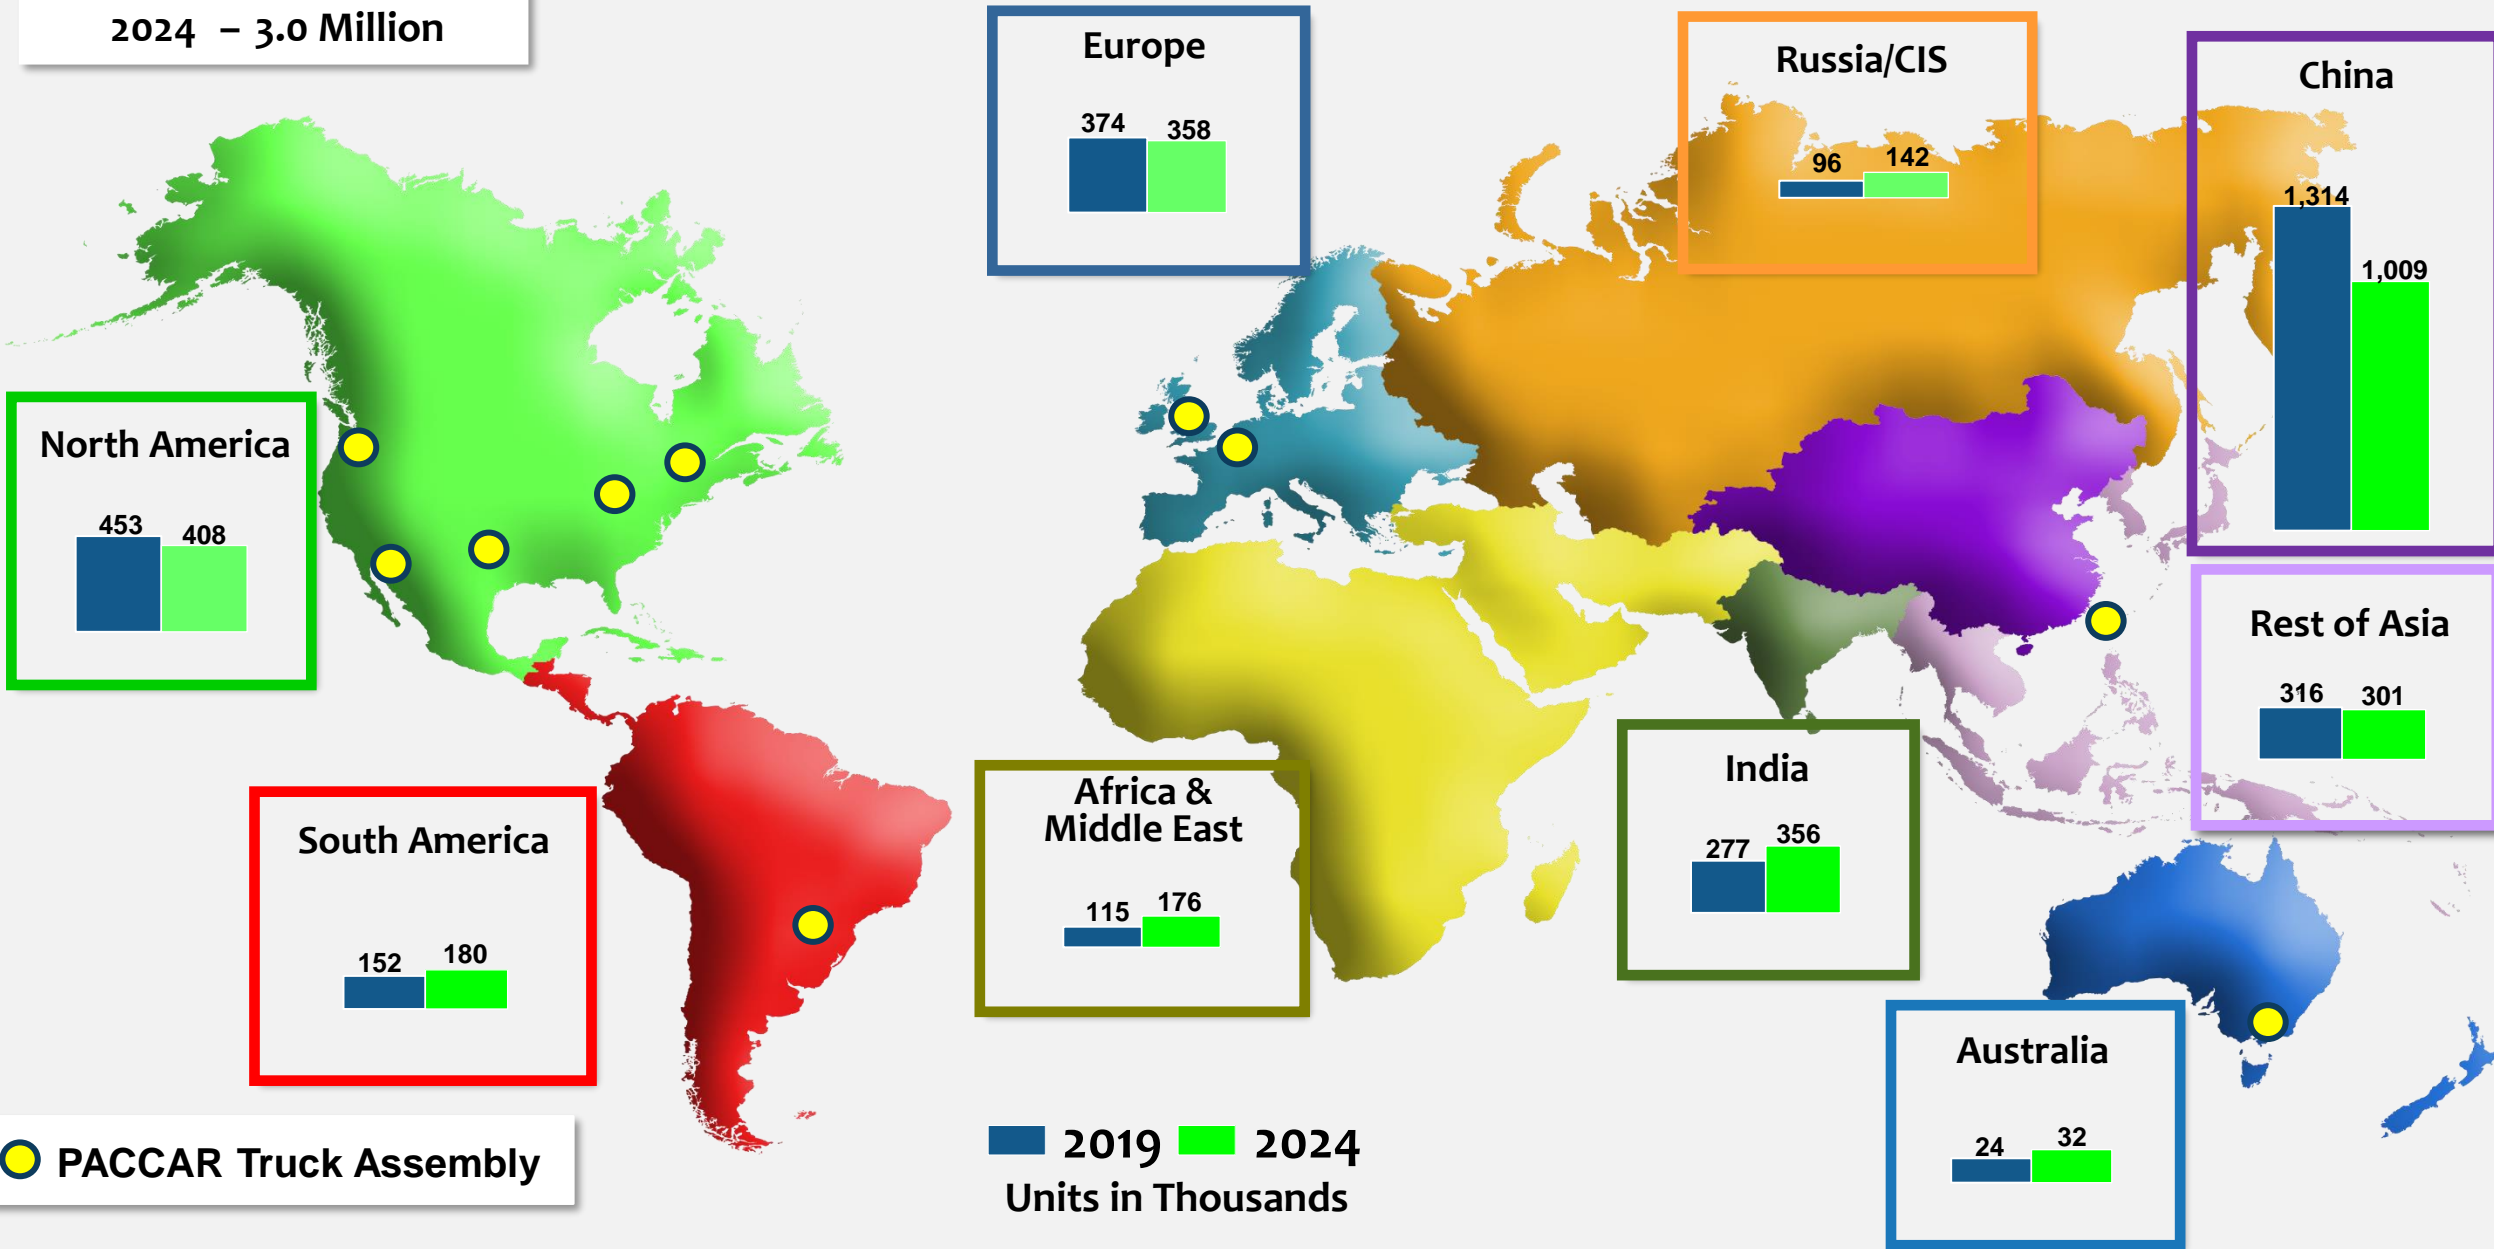 2024 – 3.0 Million
Europe
374 358
Russia/CIS
96 142
China
1,314
1,009
North America
453 408
Rest of Asia
316 301
South America
152 180
Africa &
Middle East
115 176
India
277 356
Australia
24 32
PACCAR Truck Assembly
2019 2024
Units in Thousands